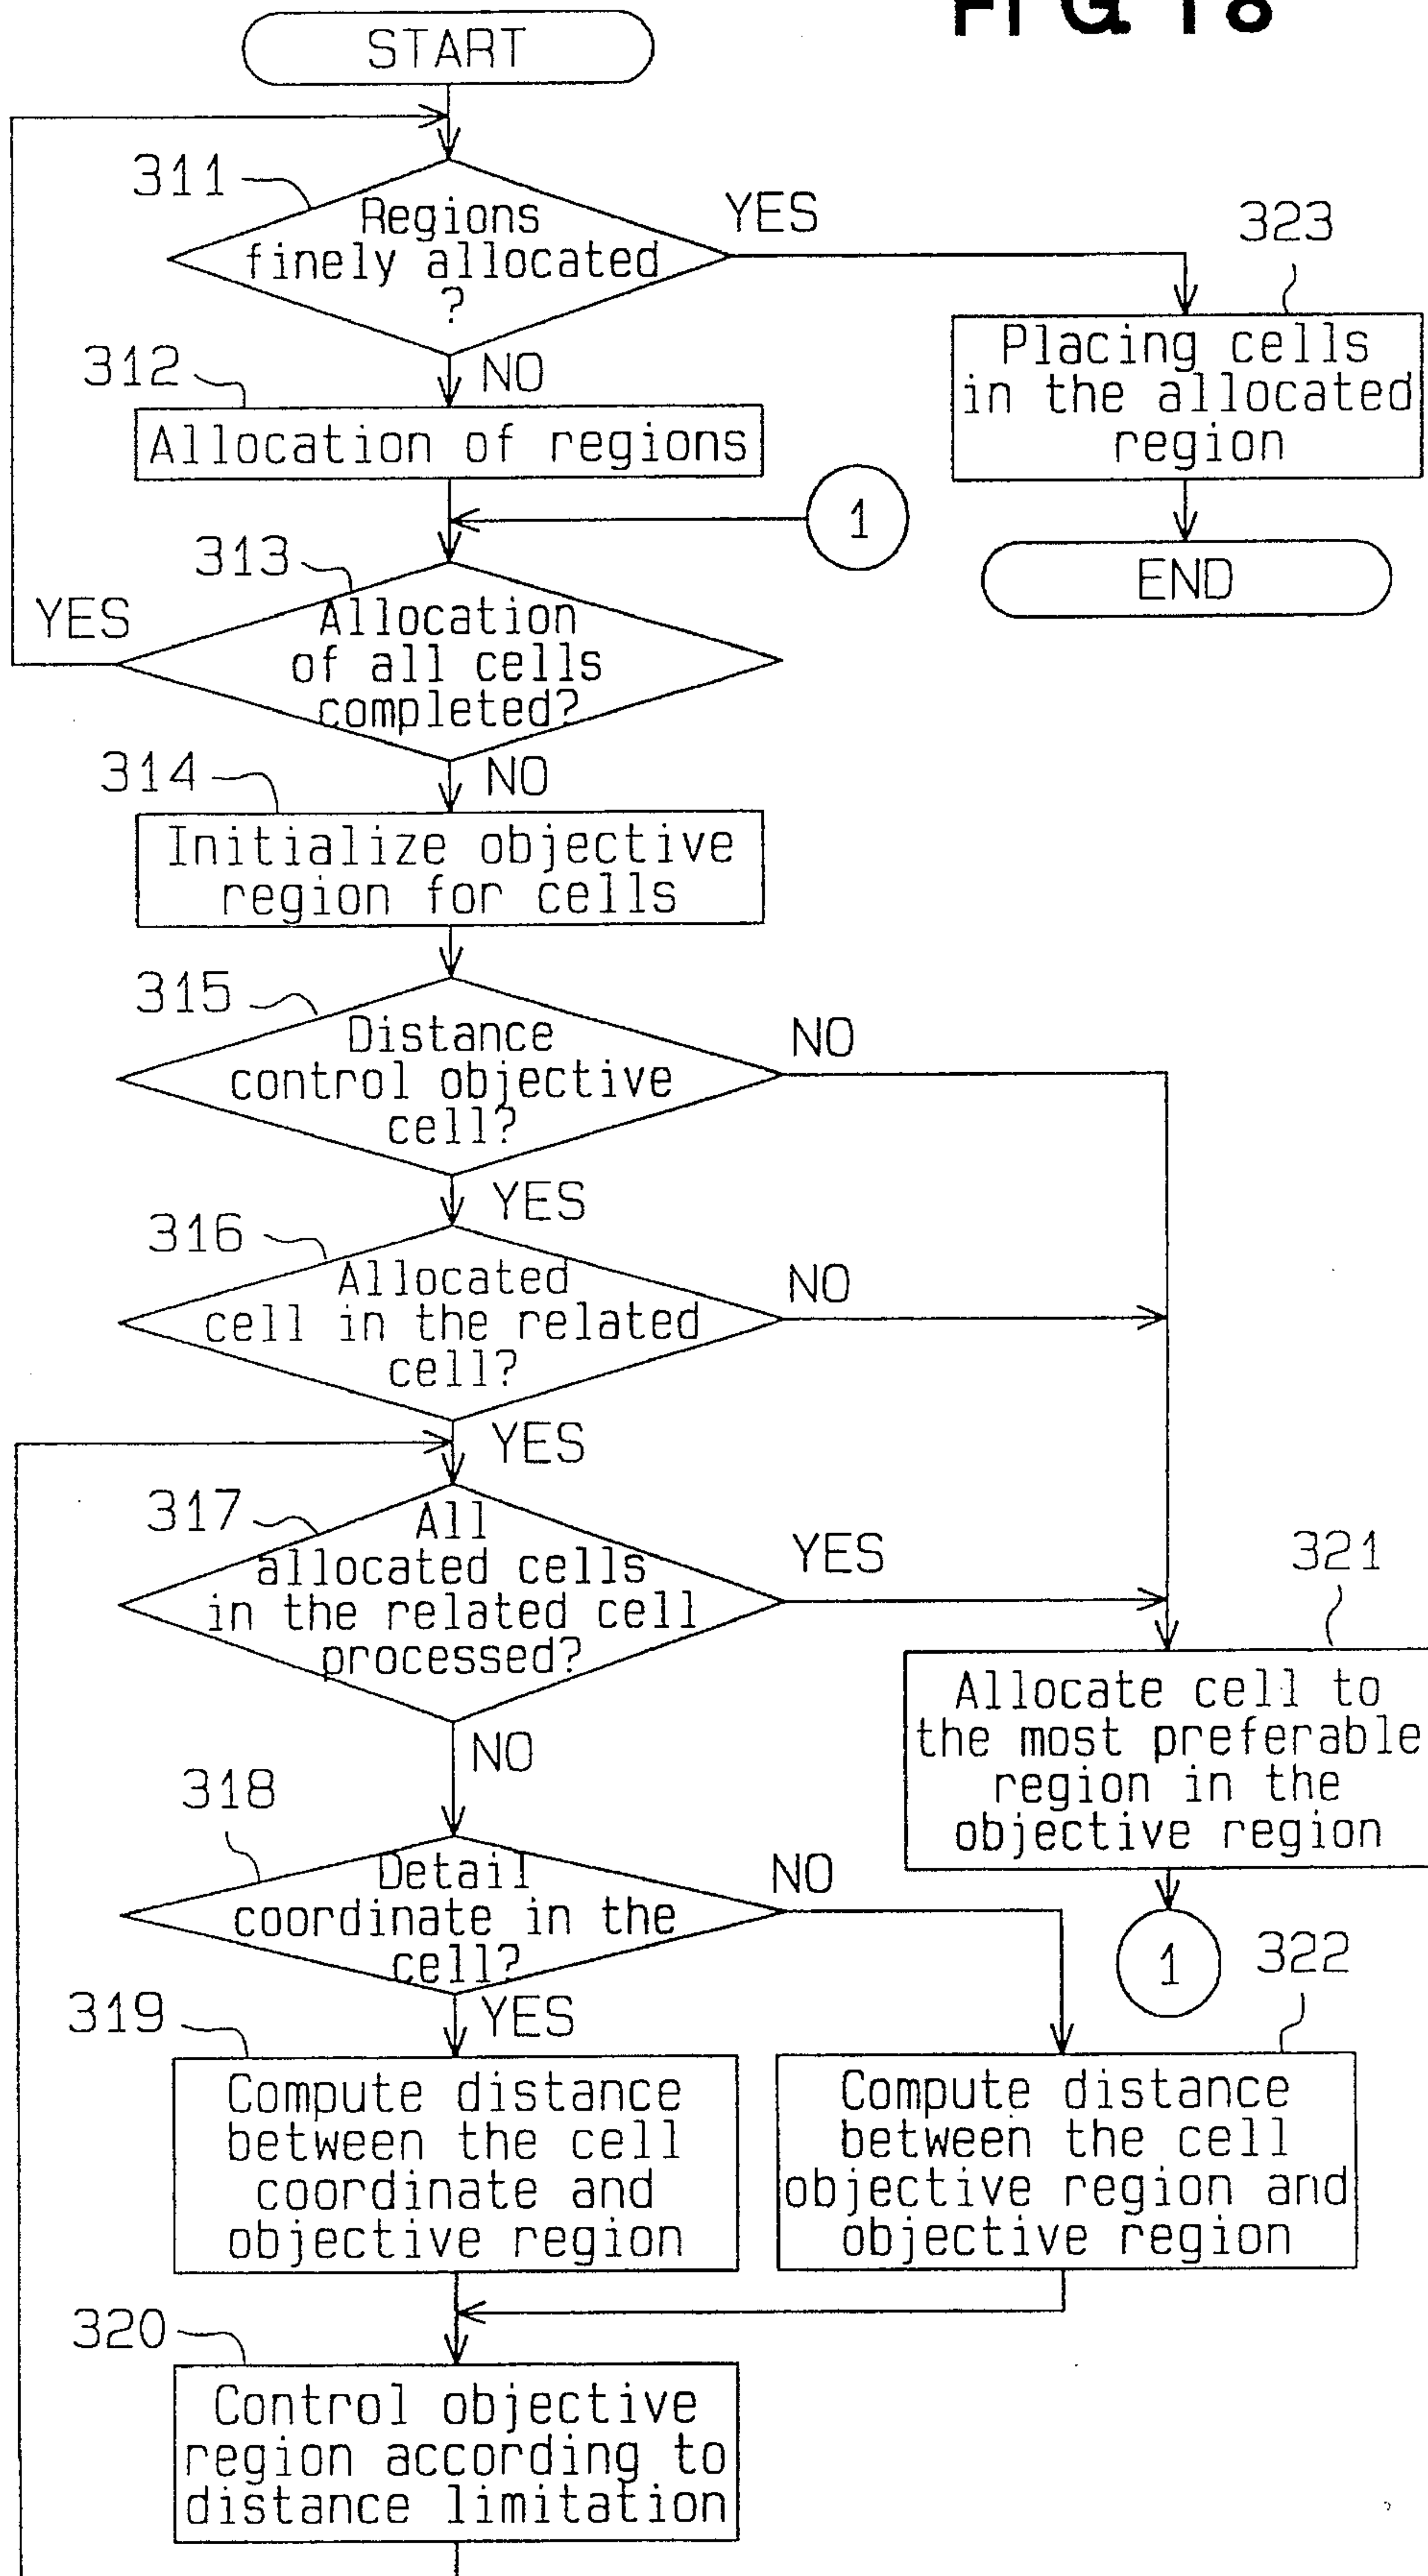 FIG 18
START
311
Regions
finely allocated
?
YES
323
Placing cells
in the allocated
region
NO
312
Allocation of regions
1
END
313
YES
Allocation
of all cells
completed?
NO
314
Initialize objective
region for cells
315
Distance
control objective
cell?
NO
YES
316
Allocated
cell in the related
cell?
NO
YES
317
All
allocated cells
in the related cell
processed?
YES
321
Allocate cell to
the most preferable
region in the
objective region
NO
318
Detail
coordinate in the
cell?
NO
1
322
YES
319
Compute distance
between the cell
coordinate and
objective region
Compute distance
between the cell
objective region and
objective region
320
Control objective
region according to
distance limitation